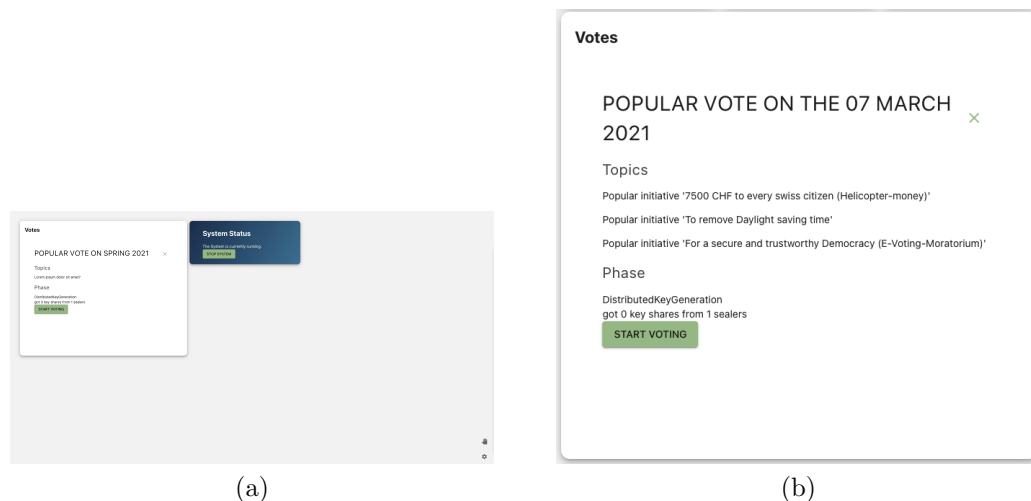 Votes
POPULAR VOTE ON SPRING 2021
Topics
Lorem ipsum dolor sit amet?
Phase
DistributedKeyGeneration
got 0 key shares from 1 sealers
START VOTING
System Status
The System is currently running.
STOP SYSTEM
(a)
Votes
POPULAR VOTE ON THE 07 MARCH
2021
Topics
Popular initiative '7500 CHF to every swiss citizen (Helicopter-money)'
Popular initiative 'To remove Daylight saving time'
Popular initiative 'For a secure and trustworthy Democracy (E-Voting-Moratorium)'
Phase
DistributedKeyGeneration
got 0 key shares from 1 sealers
START VOTING
(b)